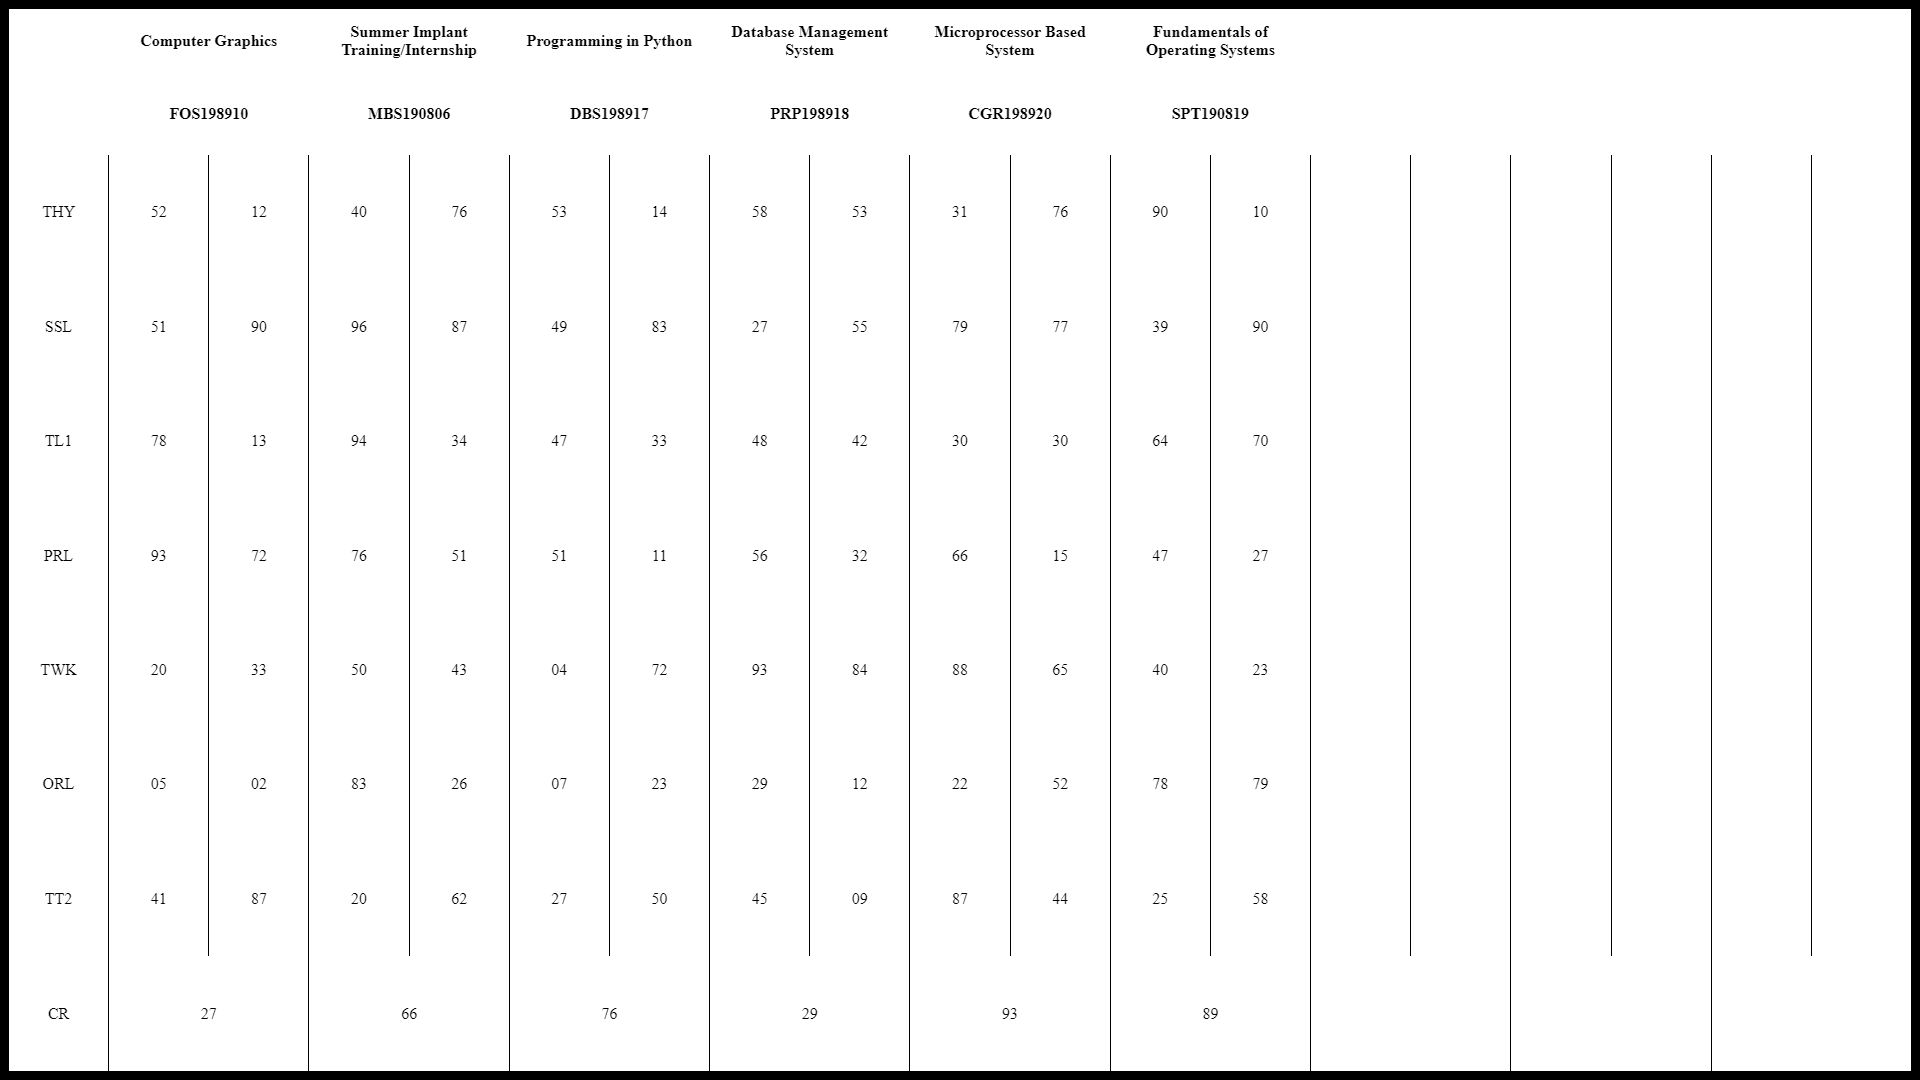 Computer Graphics Summer Implant Training/Internship Programming in Python Database Management System Microprocessor Based System Fundamentals of Operating Systems
FOS198910 MBS190806 DBS198917 PRP198918 CGR198920 SPT190819
THY 52 12 40 76 53 14 58 53 31 76 90 10
SSL 51 90 96 87 49 83 27 55 79 77 39 90
TL1 78 13 94 34 47 33 48 42 30 30 64 70
PRL 93 72 76 51 51 11 56 32 66 15 47 27
TWK 20 33 50 43 04 72 93 84 88 65 40 23
ORL 05 02 83 26 07 23 29 12 22 52 78 79
TT2 41 87 20 62 27 50 45 09 87 44 25 58
CR 27 66 76 29 93 89